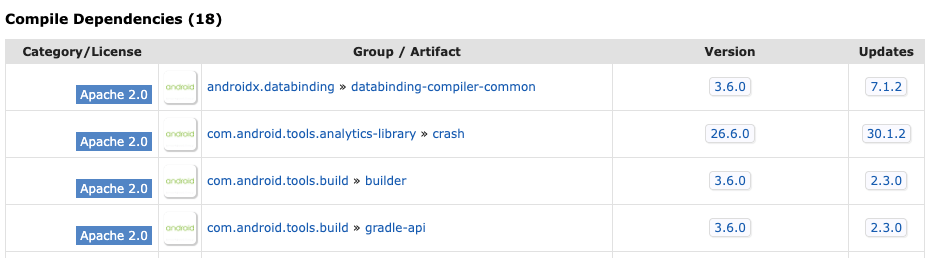 Compile Dependencies (18)
Category/License Group / Artifact Version Updates
Apache 2.0 android androidx.databinding » databinding-compiler-common 3.6.0 7.1.2
Apache 2.0 android com.android.tools.analytics-library » crash 26.6.0 30.1.2
Apache 2.0 android com.android.tools.build » builder 3.6.0 2.3.0
Apache 2.0 android com.android.tools.build » gradle-api 3.6.0 2.3.0